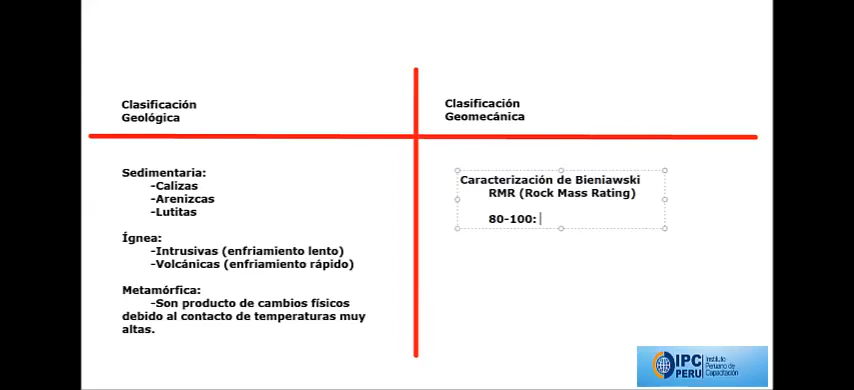 Clasificación
Geológica
Clasificación
Geomecánica
Sedimentaria:
-Calizas
-Arenizcas
-Lutitas
Ígnea:
-Intrusivas (enfriamiento lento)
-Volcánicas (enfriamiento rápido)
Metamórfica:
-Son producto de cambios físicos
debido al contacto de temperaturas muy
altas.
Caracterización de Bieniawski
RMR (Rock Mass Rating)
80-100:
IPC
PERU
Instituto
Peruano de
Capacitación